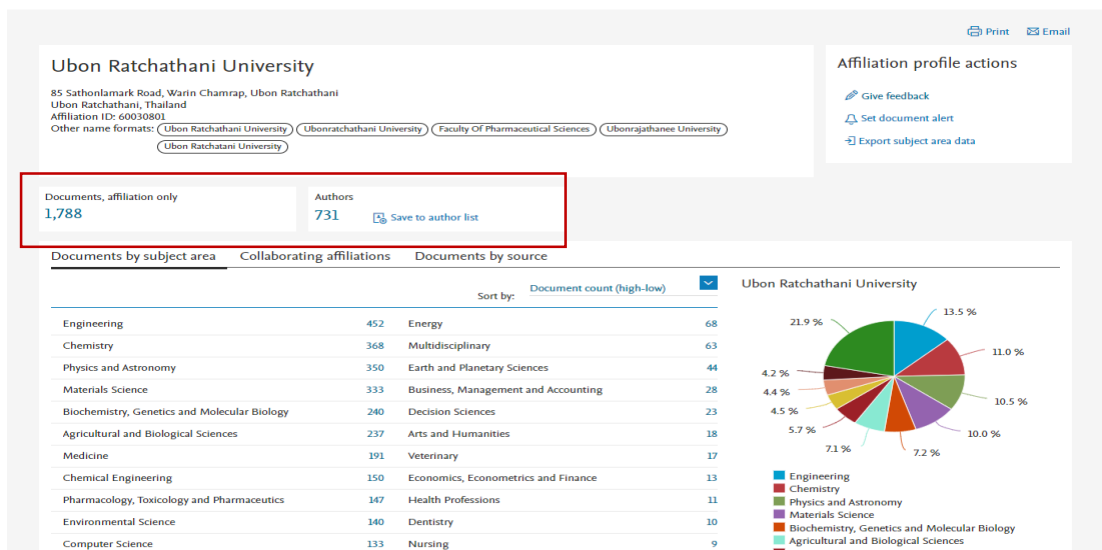 Print Email
Ubon Ratchathani University
85 Sathonlamark Road, Warin Chamrap, Ubon Ratchathani
Ubon Ratchathani, Thailand
Affiliation ID: 60030801
Other name formats: Ubon Ratchathani University Ubonratchathani University Faculty Of Pharmaceutical Sciences Ubonrajathanee University
Ubon Ratchatani University
Affiliation profile actions
Give feedback
Set document alert
Export subject area data
Documents, affiliation only
1,788
Authors
731 Save to author list
Documents by subject area Collaborating affiliations Documents by source
Sort by: Document count (high-low)
Engineering 452 Energy 68
Chemistry 368 Multidisciplinary 63
Physics and Astronomy 350 Earth and Planetary Sciences 44
Materials Science 333 Business, Management and Accounting 28
Biochemistry, Genetics and Molecular Biology 240 Decision Sciences 23
Agricultural and Biological Sciences 237 Arts and Humanities 18
Medicine 191 Veterinary 17
Chemical Engineering 150 Economics, Econometrics and Finance 13
Pharmacology, Toxicology and Pharmaceutics 147 Health Professions 11
Environmental Science 140 Dentistry 10
Computer Science 133 Nursing 9
Ubon Ratchathani University
13.5 %
21.9 %
11.0 %
4.2 %
4.4 %
10.5 %
4.5 %
5.7 %
10.0 %
7.1 %
7.2 %
Engineering
Chemistry
Physics and Astronomy
Materials Science
Biochemistry, Genetics and Molecular Biology
Agricultural and Biological Sciences